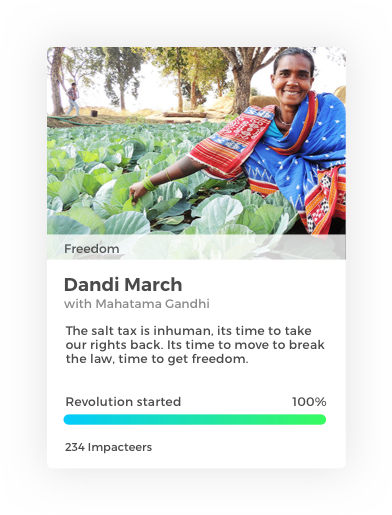 Freedom
Dandi March
with Mahatama Gandhi
The salt tax is inhuman, its time to take
our rights back. Its time to move to break
the law, time to get freedom.
Revolution started 100%
234 Impacteers